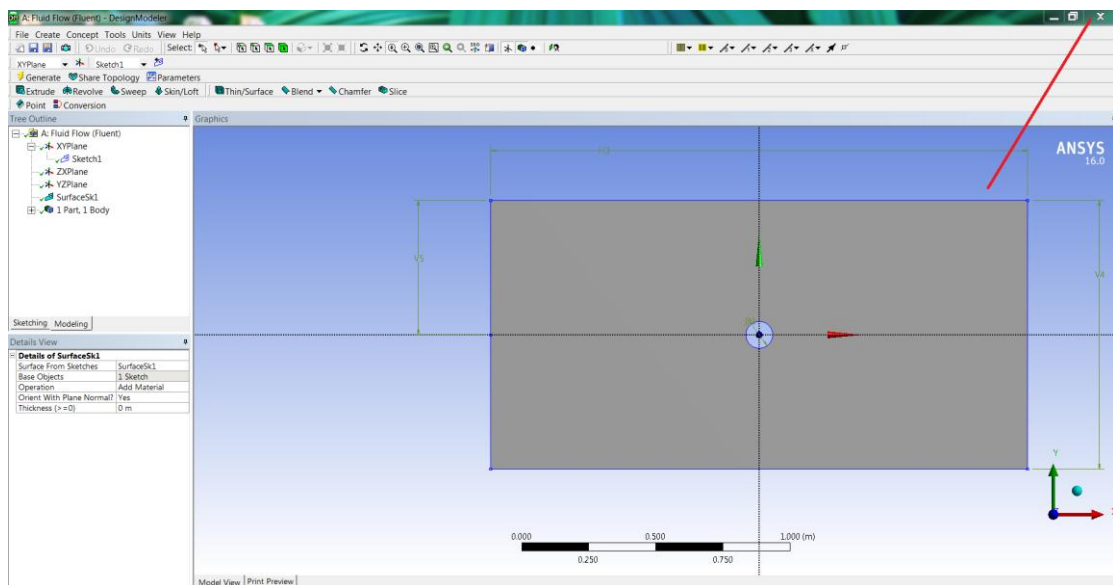 A: Fluid Flow (Fluent) - DesignModeler
File Create Concept Tools Units View Help
Undo Redo Select:
XYPlane Sketch1
Generate Share Topology Parameters
Extrude Revolve Sweep Skin/Loft Thin/Surface Blend Chamfer Slice
Point Conversion
Tree Outline
A: Fluid Flow (Fluent)
XYPlane
Sketch1
ZXPlane
YZPlane
SurfaceSk1
1 Part, 1 Body
Sketching Modeling
Details View
Details of SurfaceSk1
Surface From Sketches SurfaceSk1
Base Objects 1 Sketch
Operation Add Material
Orient With Plane Normal? Yes
Thickness (>=0) 0 m
Graphics
ANSYS
16.0
V5
V4
Y
0.000 0.500 1.000 (m)
0.250 0.750
Model View Print Preview